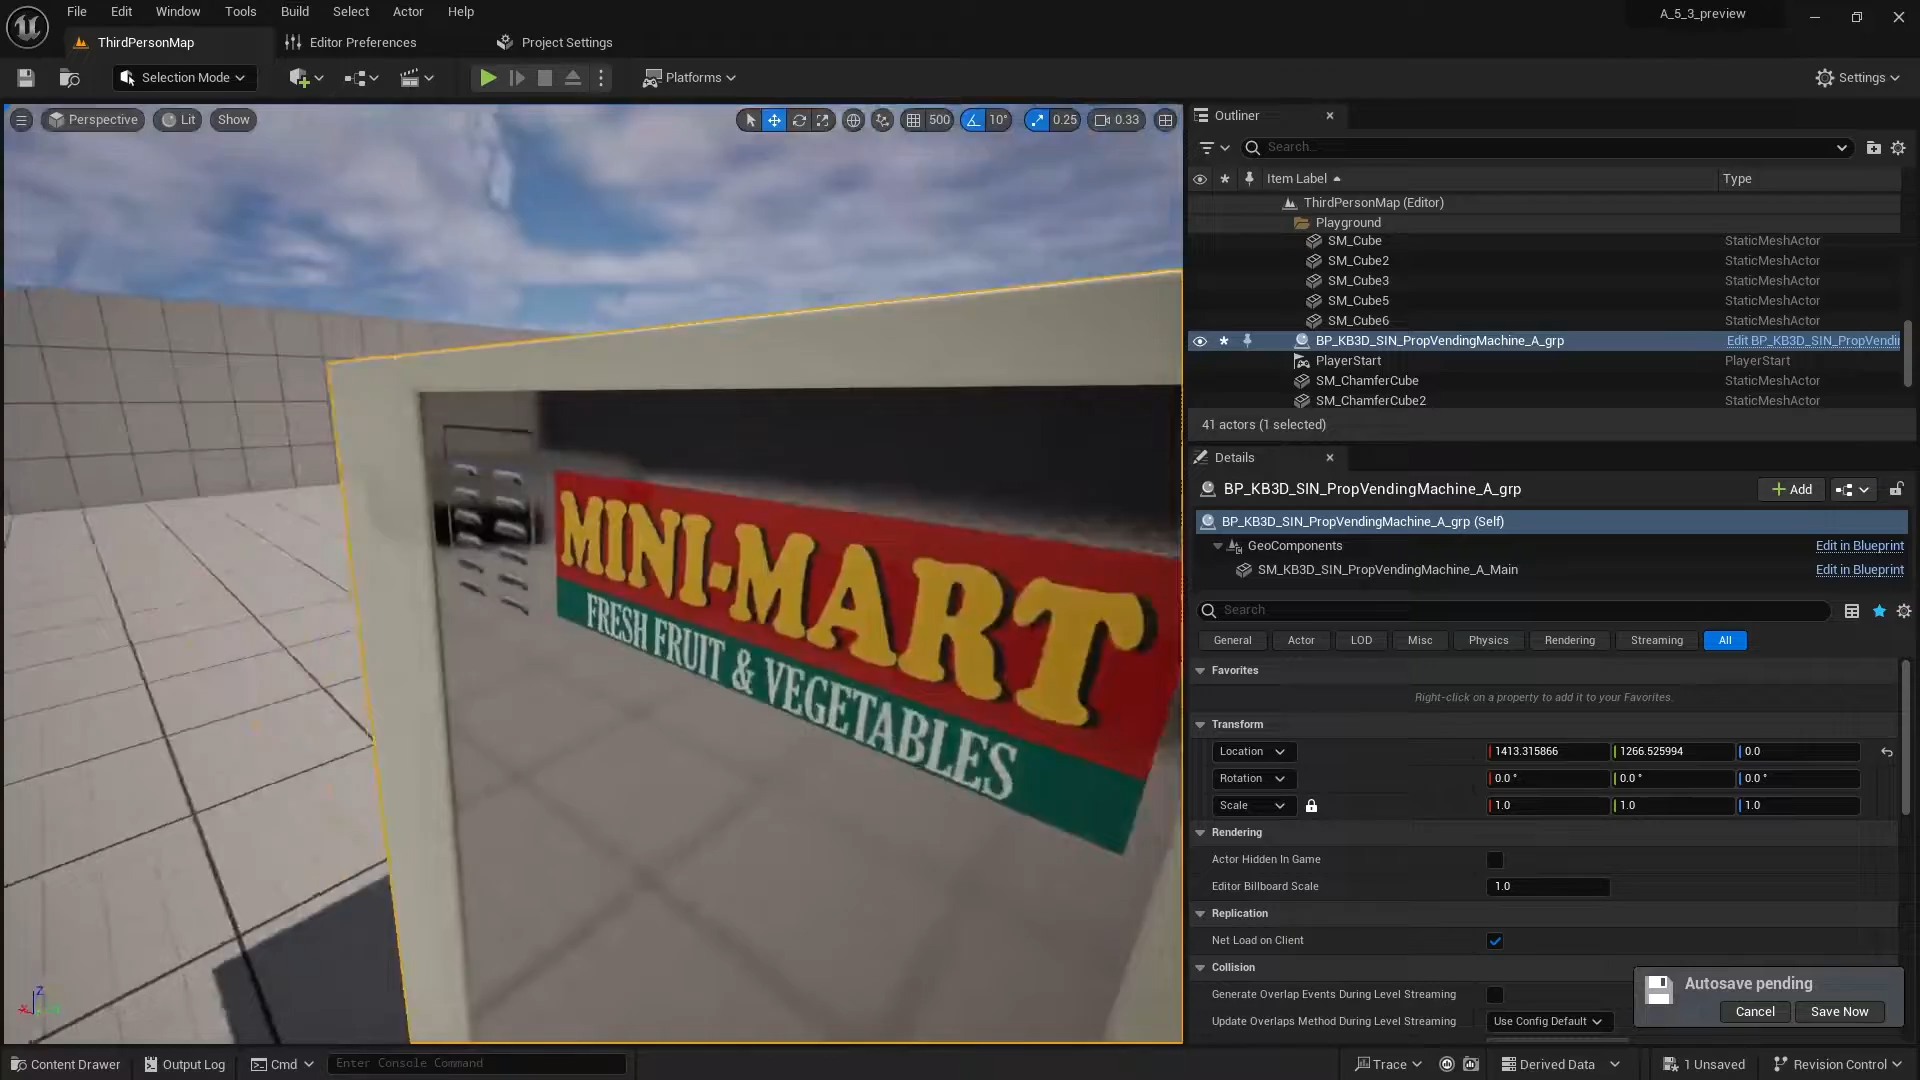 File Edit Window Tools Build Select Actor Help
A_5_3_preview
ThirdPersonMap
Editor Preferences
Project Settings
Selection Mode
Platforms
Settings
Perspective
Lit
Show
500
10°
0.25
0.33
MINI-MART
FRESH FRUIT & VEGETABLES
Z
Outliner
Search...
Item Label
Type
ThirdPersonMap (Editor)
Playground
SM_Cube StaticMeshActor
SM_Cube2 StaticMeshActor
SM_Cube3 StaticMeshActor
SM_Cube5 StaticMeshActor
SM_Cube6 StaticMeshActor
BP_KB3D_SIN_PropVendingMachine_A_grp Edit BP_KB3D_SIN_PropVendin
PlayerStart PlayerStart
SM_ChamferCube StaticMeshActor
SM_ChamferCube2 StaticMeshActor
41 actors (1 selected)
Details
BP_KB3D_SIN_PropVendingMachine_A_grp
Add
BP_KB3D_SIN_PropVendingMachine_A_grp (Self)
GeoComponents Edit in Blueprint
SM_KB3D_SIN_PropVendingMachine_A_Main Edit in Blueprint
Search
General Actor LOD Misc Physics Rendering Streaming All
Favorites
Right-click on a property to add it to your Favorites.
Transform
Location 1413.315866 1266.525994 0.0
Rotation 0.0 ° 0.0 ° 0.0 °
Scale 1.0 1.0 1.0
Rendering
Actor Hidden In Game
Editor Billboard Scale 1.0
Replication
Net Load on Client
Collision
Generate Overlap Events During Level Streaming
Update Overlaps Method During Level Streaming Use Config Default
Autosave pending
Cancel
Save Now
Content Drawer
Output Log
Cmd
Enter Console Command
Trace
Derived Data
1 Unsaved
Revision Control